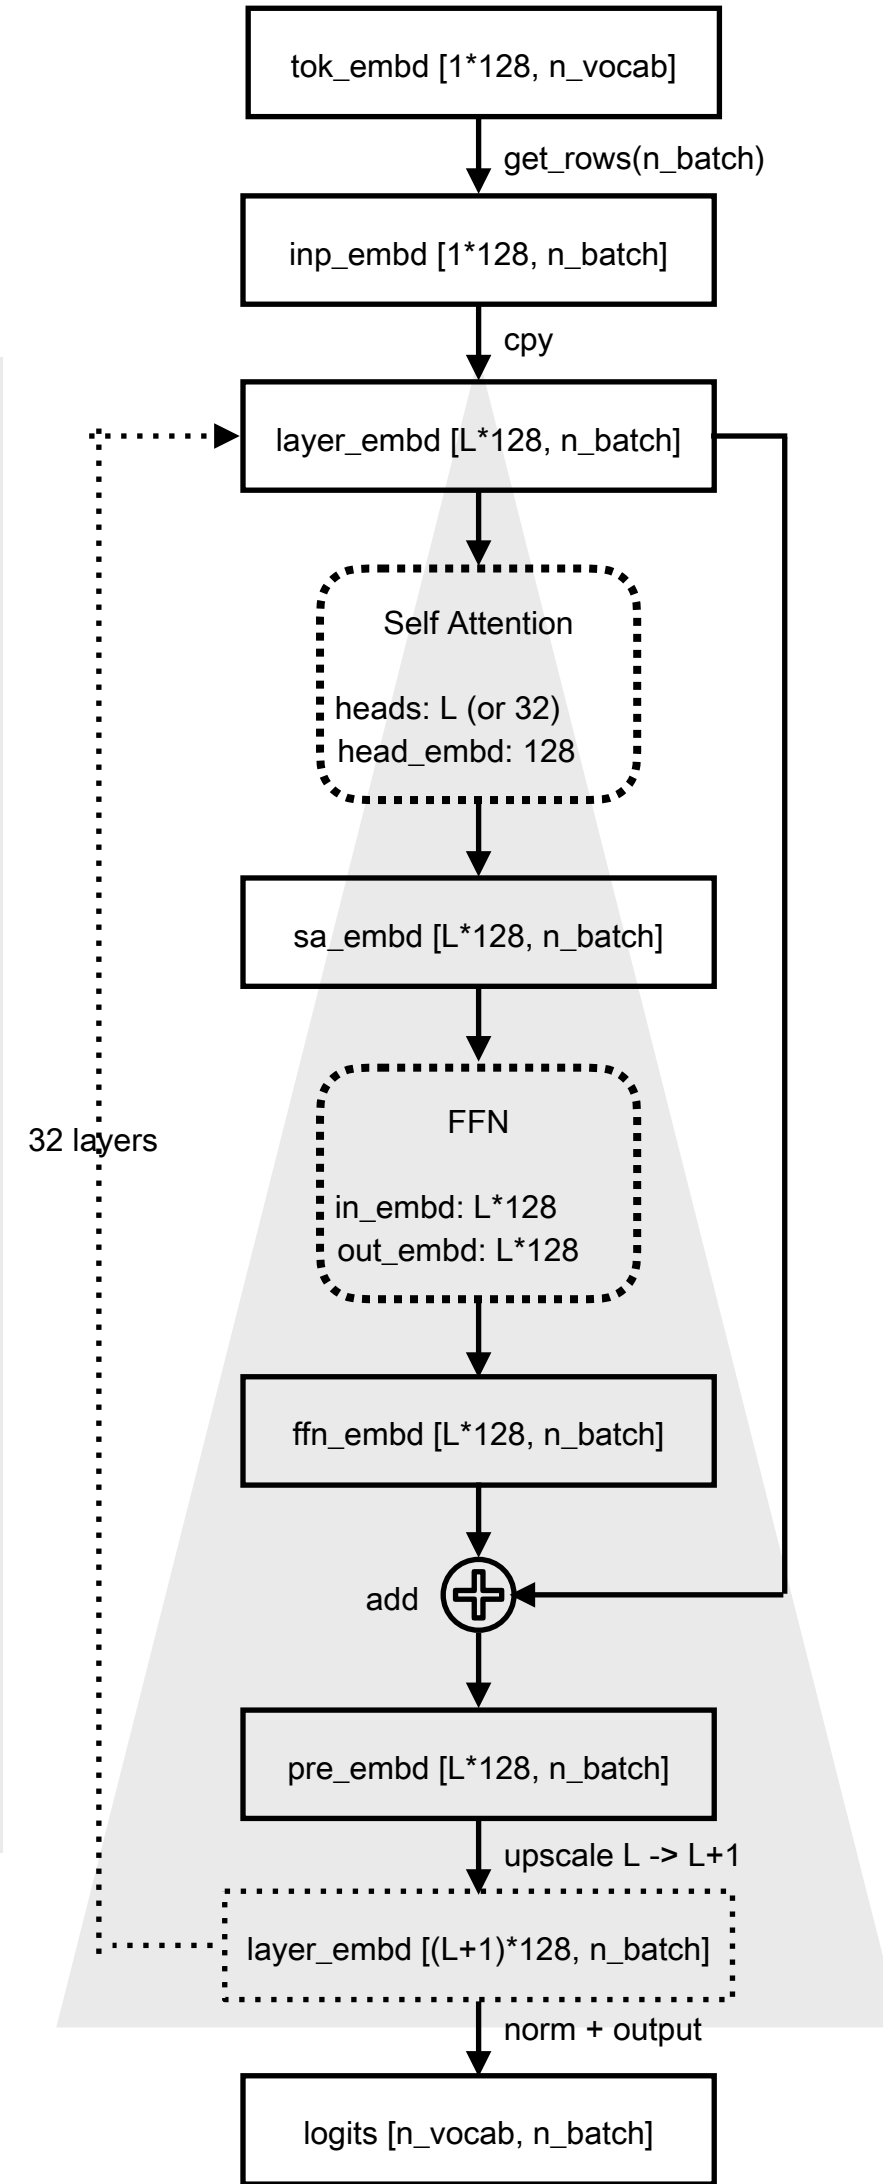 tok_embd [1*128, n_vocab]
get_rows(n_batch)
inp_embd [1*128, n_batch]
cpy
layer_embd [L*128, n_batch]
Self Attention
heads: L (or 32)
head_embd: 128
sa_embd [L*128, n_batch]
32 layers
FFN
in_embd: L*128
out_embd: L*128
ffn_embd [L*128, n_batch]
add
pre_embd [L*128, n_batch]
upscale L -> L+1
layer_embd [(L+1)*128, n_batch]
norm + output
logits [n_vocab, n_batch]